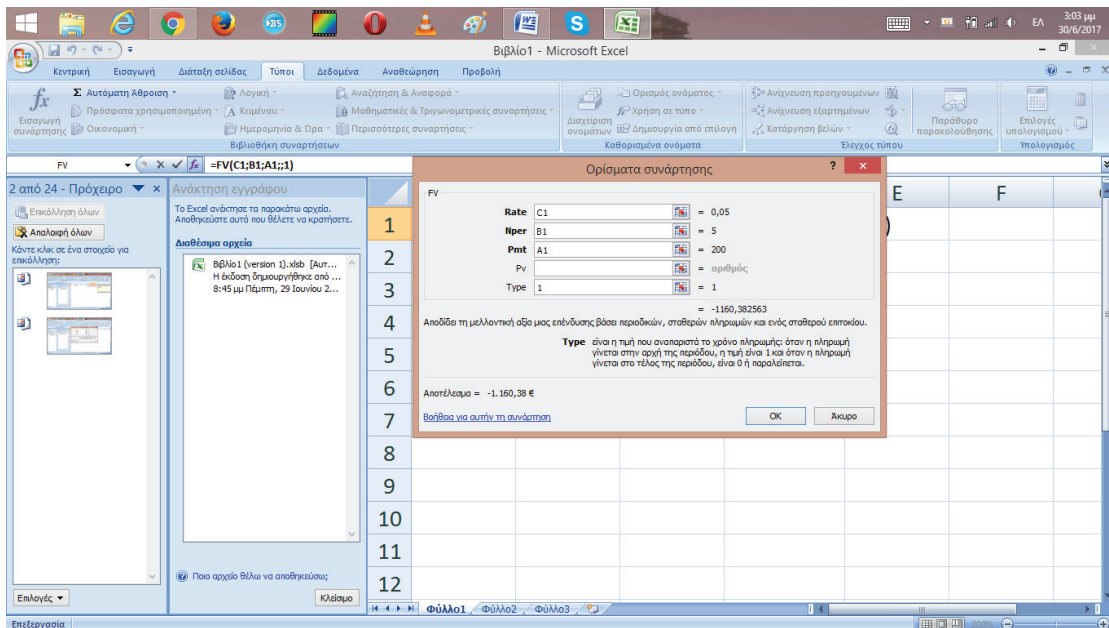 3:03 μμ
ΕΛ
30/6/2017
Βιβλίο1 - Microsoft Excel
Κεντρική Εισαγωγή Διάταξη σελίδας Τύποι Δεδομένα Αναθεώρηση Προβολή
Εισαγωγή συνάρτησης
Σ Αυτόματη Άθροιση
Πρόσφατα χρησιμοποιημένη
Οικονομική
Λογική
Κειμένου
Ημερομηνία & Ώρα
Αναζήτηση & Αναφορά
Μαθηματικές & Τριγωνομετρικές συναρτήσεις
Περισσότερες συναρτήσεις
Βιβλιοθήκη συναρτήσεων
Διαχείριση ονομάτων
Ορισμός ονόματος
Χρήση σε τύπο
Δημιουργία από επιλογή
Καθορισμένα ονόματα
Ανίχνευση προηγουμένων
Ανίχνευση εξαρτημένων
Κατάργηση βελών
Έλεγχος τύπου
Παράθυρο παρακολούθησης
Επιλογές υπολογισμού
Υπολογισμός
FV
fx =FV(C1;B1;A1;;1)
2 από 24 - Πρόχειρο
Επικόλληση όλων
Απαλοιφή όλων
Κάντε κλικ σε ένα στοιχείο για
επικόλληση:
Επιλογές
Ανάκτηση εγγράφου
Το Excel ανέκτησε τα παρακάτω αρχεία.
Αποθηκεύστε αυτά που θέλετε να κρατήσετε.
Διαθέσιμα αρχεία
Βιβλίο1 (version 1).xlsb [Αυτ...
Η έκδοση δημιουργήθηκε από ...
8:45 μμ Πέμπτη, 29 Ιουνίου 2...
Ποιο αρχείο θέλω να αποθηκεύσω;
Κλείσιμο
E F
1
2
3
4
5
6
7
8
9
10
11
12
)
Ορίσματα συνάρτησης ?
FV
Rate C1 = 0,05
Nper B1 = 5
Pmt A1 = 200
Pv = αριθμός
Type 1 = 1
= -1160,382563
Αποδίδει τη μελλοντική αξία μιας επένδυσης βάσει περιοδικών, σταθερών πληρωμών και ενός σταθερού επιτοκίου.
Type είναι η τιμή που αναπαριστά το χρόνο πληρωμής: όταν η πληρωμή
γίνεται στην αρχή της περιόδου, η τιμή είναι 1 και όταν η πληρωμή
γίνεται στο τέλος της περιόδου, είναι 0 ή παραλείπεται.
Αποτέλεσμα = -1.160,38 €
Βοήθεια για αυτήν τη συνάρτηση
OK Άκυρο
Φύλλο1 Φύλλο2 Φύλλο3
Επεξεργασία
200%